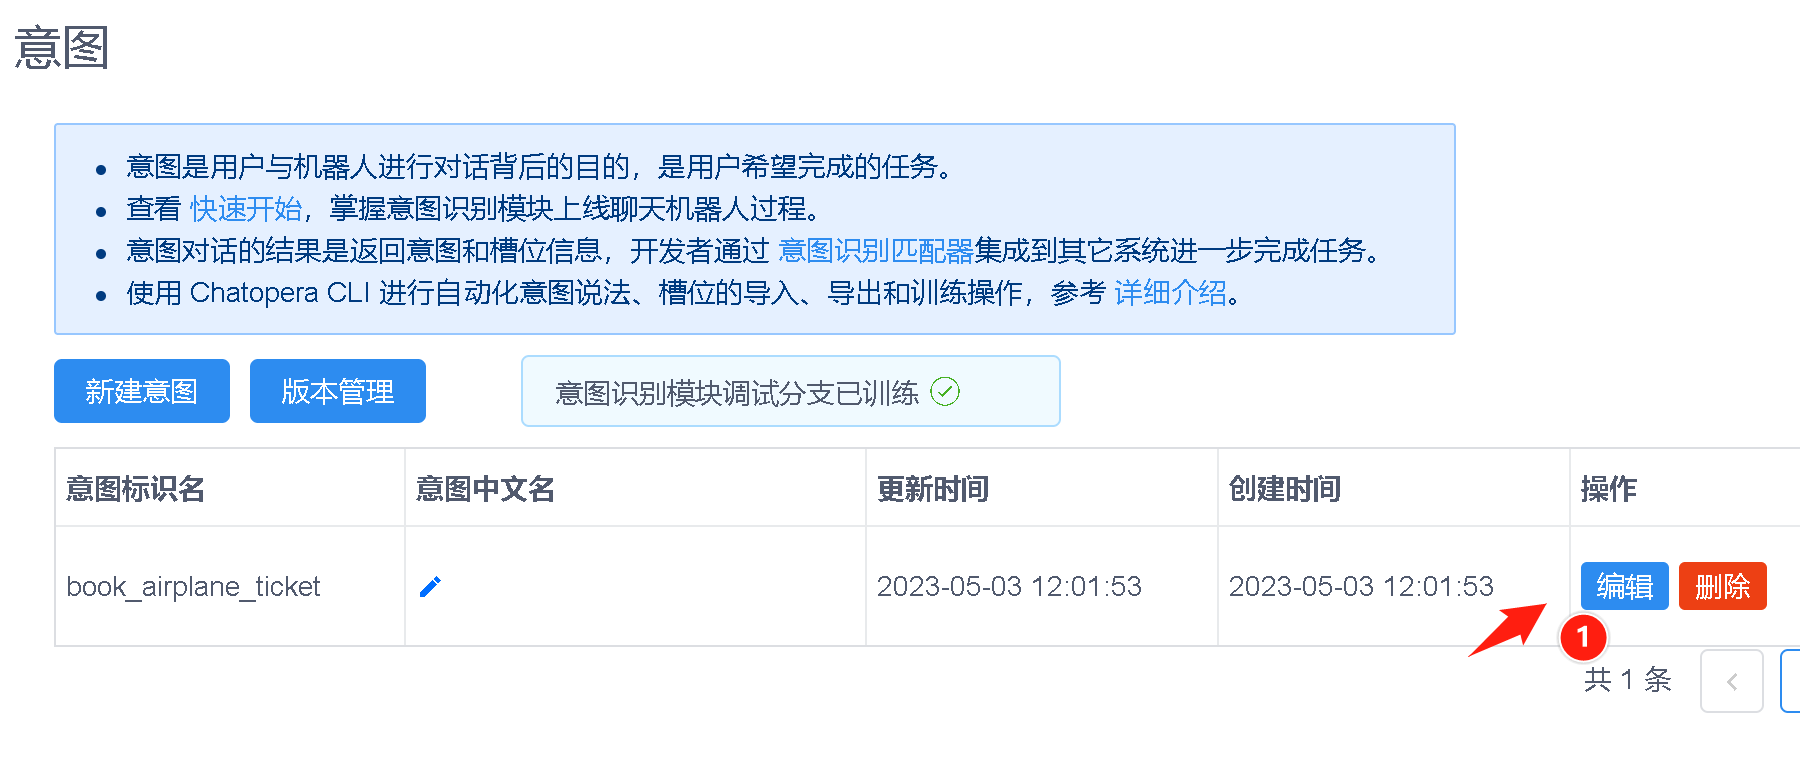 意图
意图是用户与机器人进行对话背后的目的，是用户希望完成的任务。
查看 快速开始，掌握意图识别模块上线聊天机器人过程。
意图对话的结果是返回意图和槽位信息，开发者通过 意图识别匹配器集成到其它系统进一步完成任务。
使用 Chatopera CLI 进行自动化意图说法、槽位的导入、导出和训练操作，参考 详细介绍。
新建意图 版本管理 意图识别模块调试分支已训练
意图标识名 意图中文名 更新时间 创建时间 操作
book_airplane_ticket 2023-05-03 12:01:53 2023-05-03 12:01:53 编辑 删除
1
共 1 条